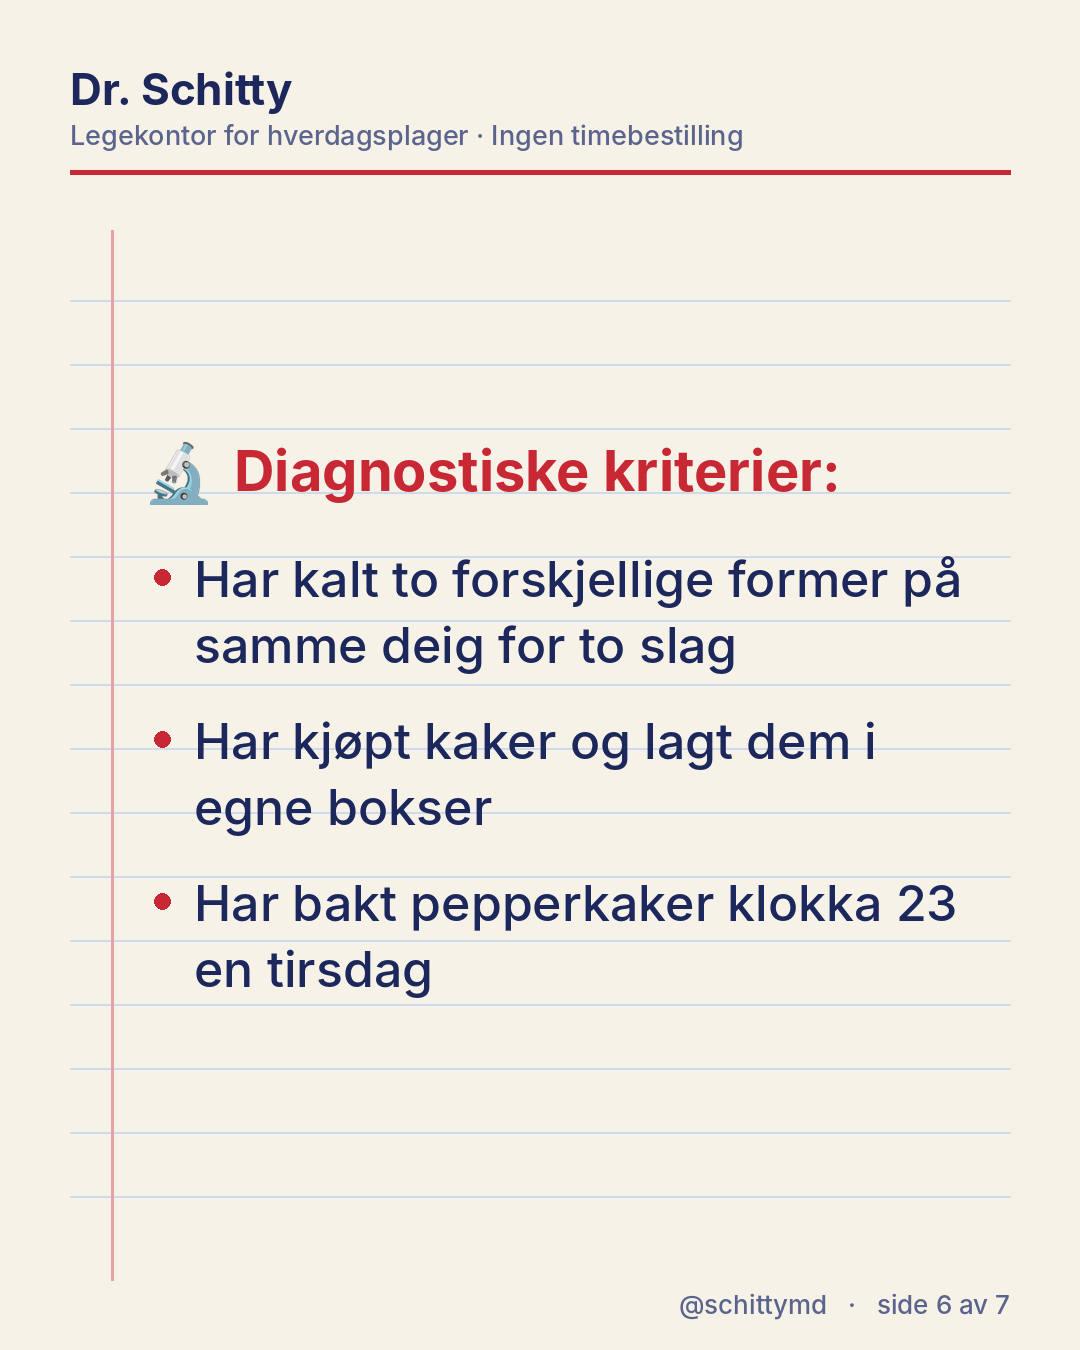 Dr. Schitty
Legekontor for hverdagsplager · Ingen timebestilling
🔬 Diagnostiske kriterier:
• Har kalt to forskjellige former på
samme deig for to slag
• Har kjøpt kaker og lagt dem i
egne bokser
• Har bakt pepperkaker klokka 23
en tirsdag
@schittymd · side 6 av 7